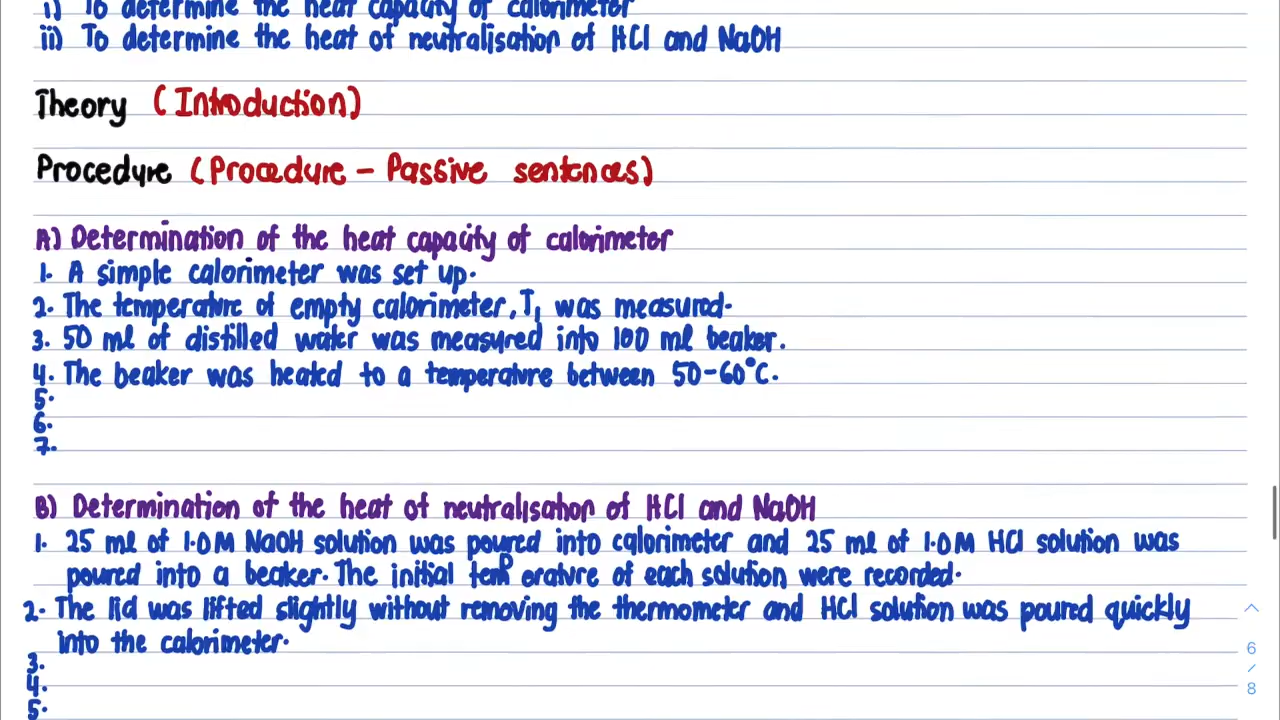 i) To determine the heat capacity of calorimeter
ii) To determine the heat of neutralisation of HCl and NaOH
Theory (Introduction)
Procedure (Procedure - Passive sentences)
A) Determination of the heat capacity of calorimeter
1. A simple calorimeter was set up.
2. The temperature of empty calorimeter, T₁ was measured.
3. 50 ml of distilled water was measured into 100 ml beaker.
4. The beaker was heated to a temperature between 50-60°C.
5.
6.
7.
B) Determination of the heat of neutralisation of HCl and NaOH
1. 25 ml of 1.0 M NaOH solution was poured into calorimeter and 25 ml of 1.0 M HCl solution was
poured into a beaker. The initial temperature of each solution were recorded.
2. The lid was lifted slightly without removing the thermometer and HCl solution was poured quickly
into the calorimeter.
3.
4.
5.
6
/
8